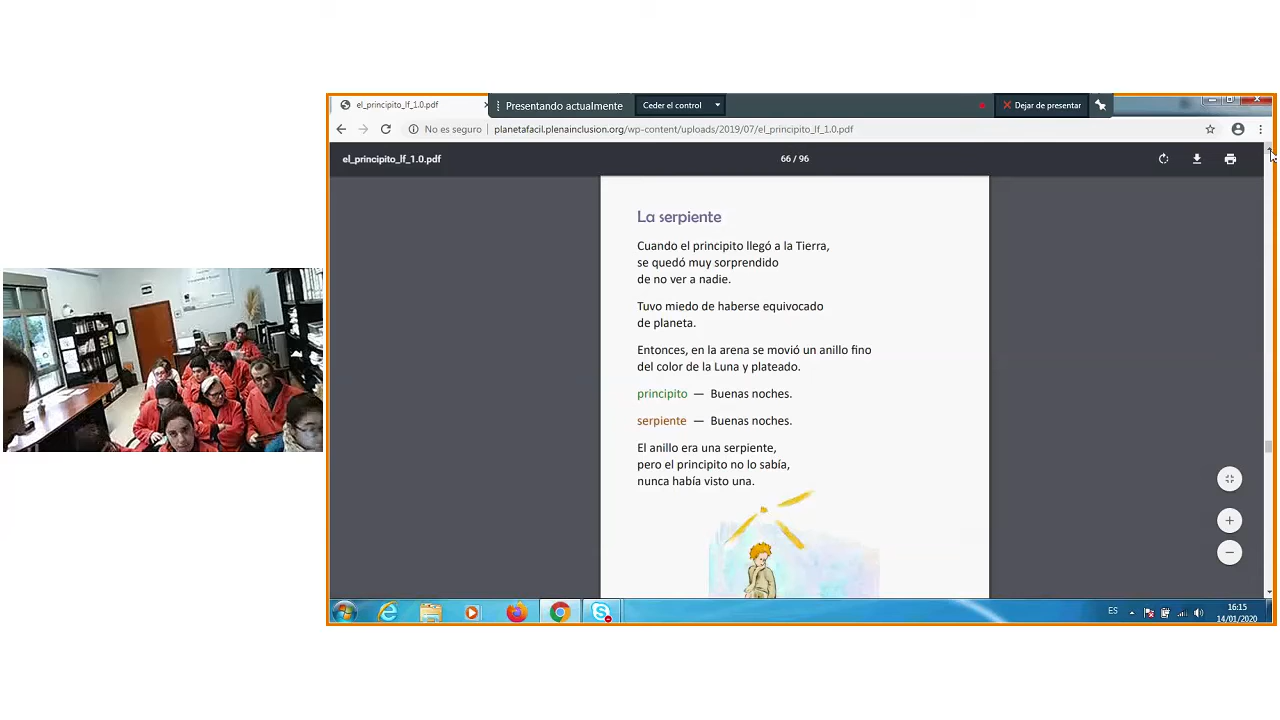 el_principito_lf_1.0.pdf
Presentando actualmente
Ceder el control
Dejar de presentar
No es seguro
planetafacil.plenainclusion.org/wp-content/uploads/2019/07/el_principito_lf_1.0.pdf
el_principito_lf_1.0.pdf
66 / 96
La serpiente
Cuando el principito llegó a la Tierra,
se quedó muy sorprendido
de no ver a nadie.
Tuvo miedo de haberse equivocado
de planeta.
Entonces, en la arena se movió un anillo fino
del color de la Luna y plateado.
principito — Buenas noches.
serpiente — Buenas noches.
El anillo era una serpiente,
pero el principito no lo sabía,
nunca había visto una.
ES
16:15
14/01/2020